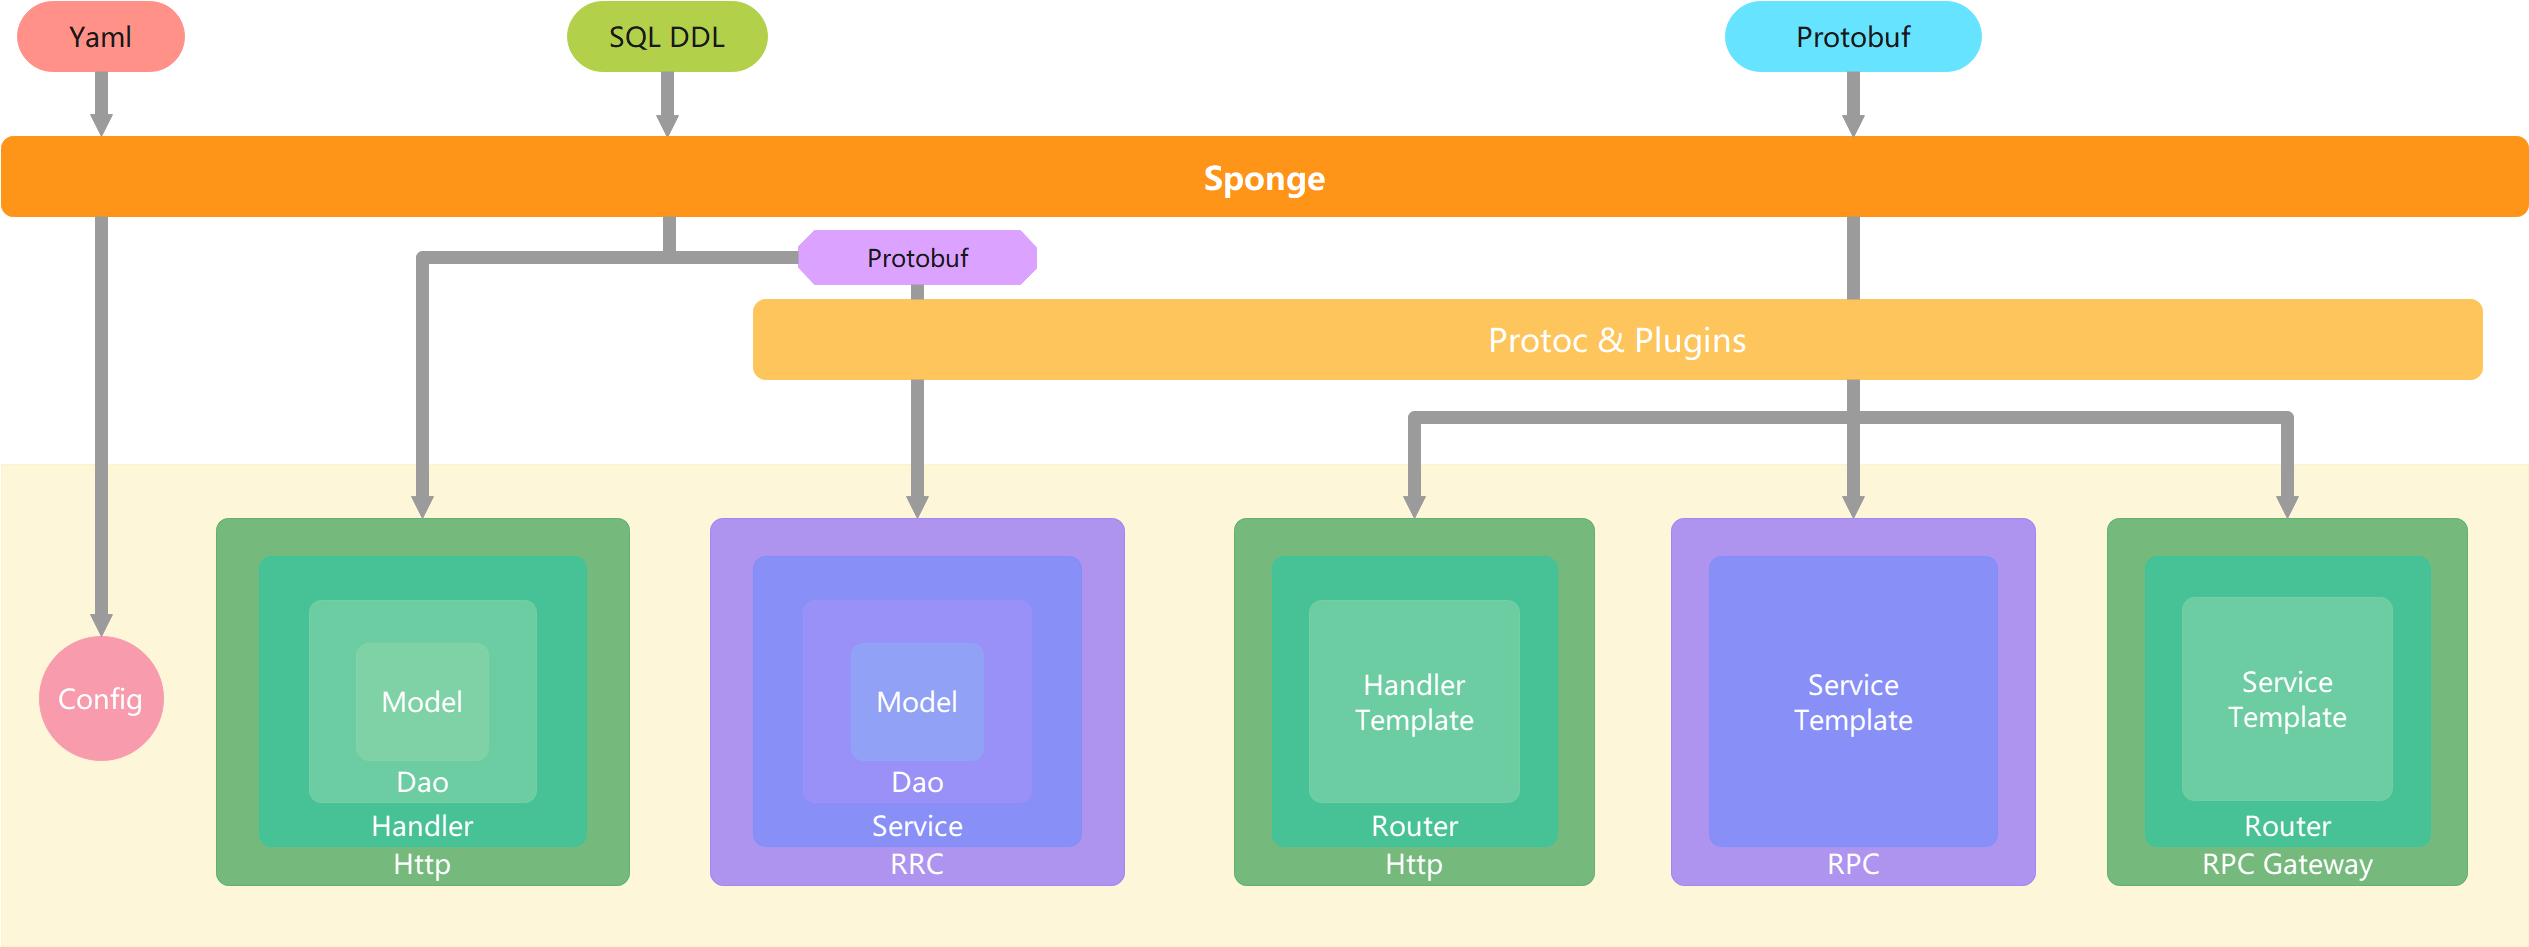 Yaml
SQL DDL
Protobuf
Sponge
Protobuf
Protoc & Plugins
Config
Model
Dao
Handler
Http
Model
Dao
Service
RRC
Handler
Template
Router
Http
Service
Template
RPC
Service
Template
Router
RPC Gateway